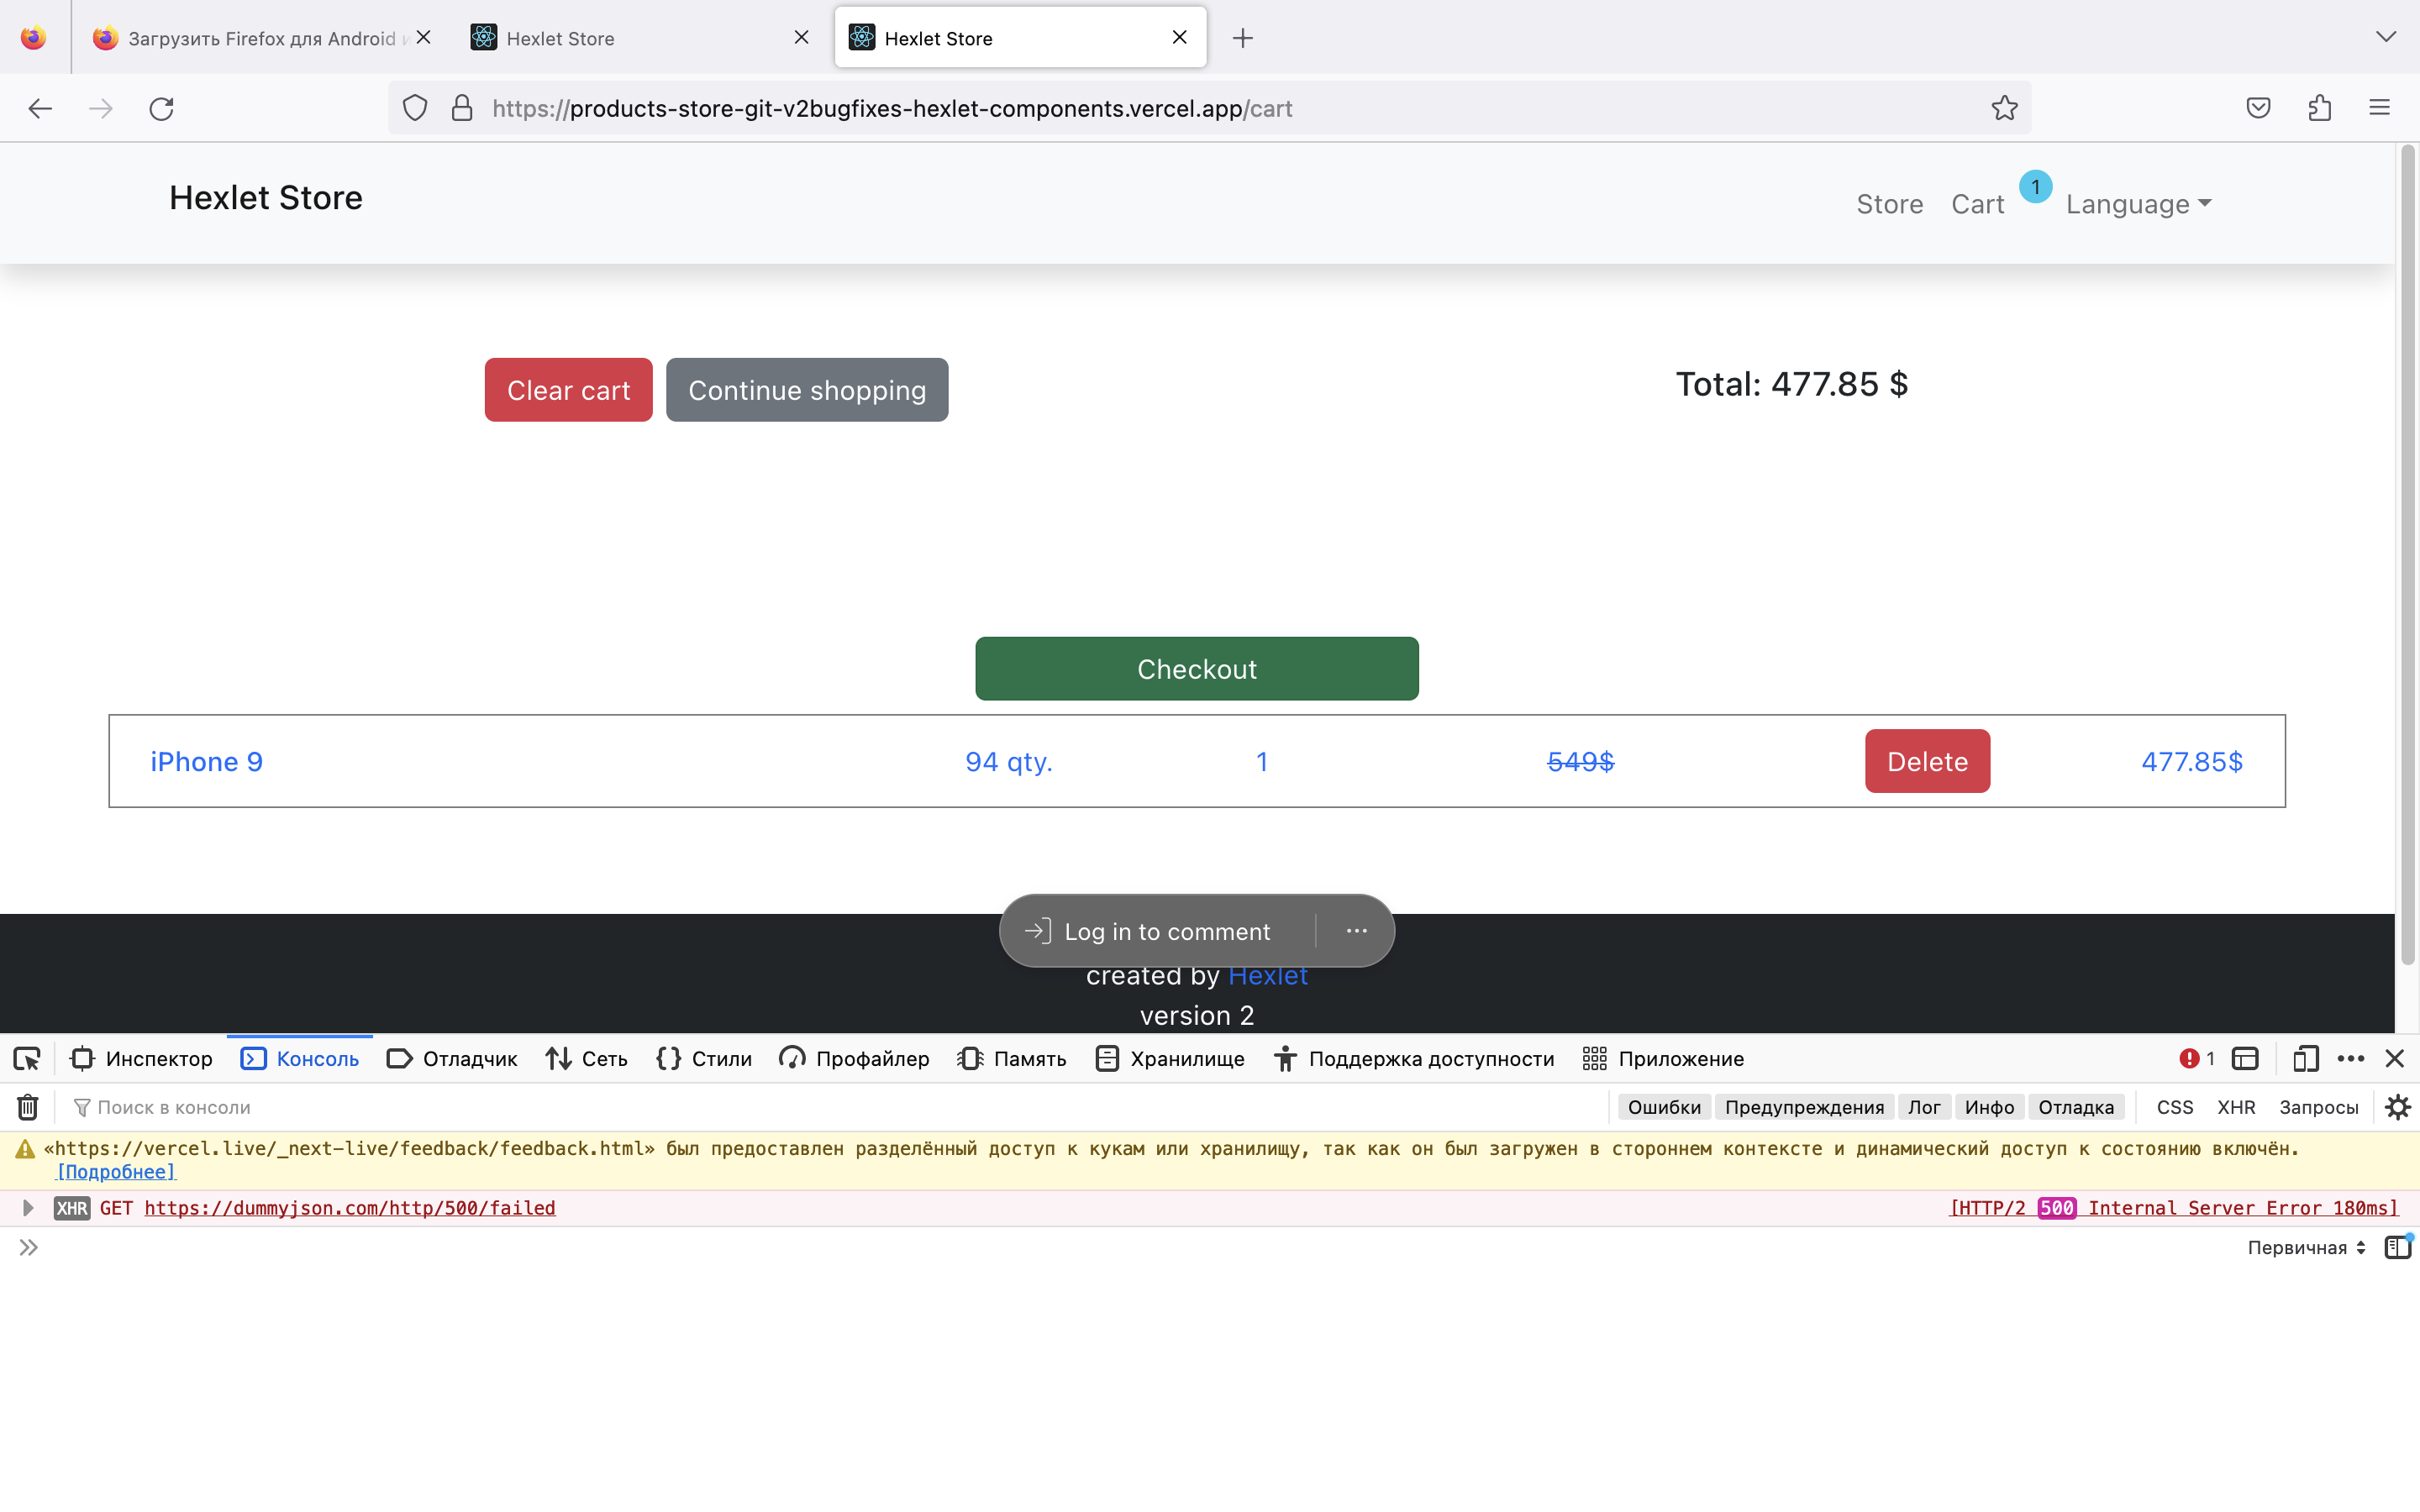 Загрузить Firefox для Android и
Hexlet Store
Hexlet Store
https://products-store-git-v2bugfixes-hexlet-components.vercel.app/cart
Hexlet Store
Store Cart 1 Language
Clear cart Continue shopping Total: 477.85 $
Checkout
iPhone 9 94 qty. 1 549$ Delete 477.85$
Log in to comment
created by Hexlet
version 2
Инспектор Консоль Отладчик Сеть Стили Профайлер Память Хранилище Поддержка доступности Приложение 1
Поиск в консоли Ошибки Предупреждения Лог Инфо Отладка CSS XHR Запросы
«https://vercel.live/_next-live/feedback/feedback.html» был предоставлен разделённый доступ к кукам или хранилищу, так как он был загружен в стороннем контексте и динамический доступ к состоянию включён.
[Подробнее]
XHR GET https://dummyjson.com/http/500/failed [HTTP/2 500 Internal Server Error 180ms]
Первичная